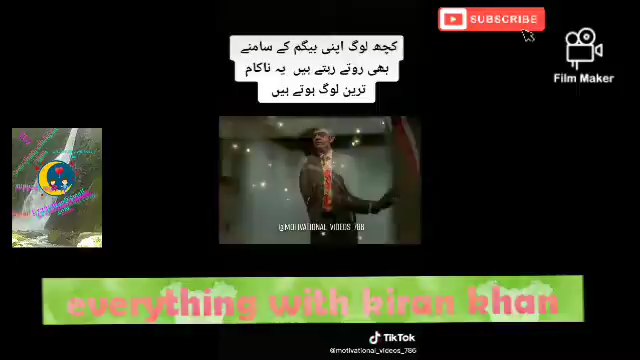 SUBSCRIBE
Film Maker
کچھ لوگ اپنی بیگم کے سامنے
بھی روتے رہتے ہیں یہ ناکام
ترین لوگ ہوتے ہیں
@MOTIVATIONAL_VIDEOS_786
everything with kiran khan
TikTok
@motivational_videos_786